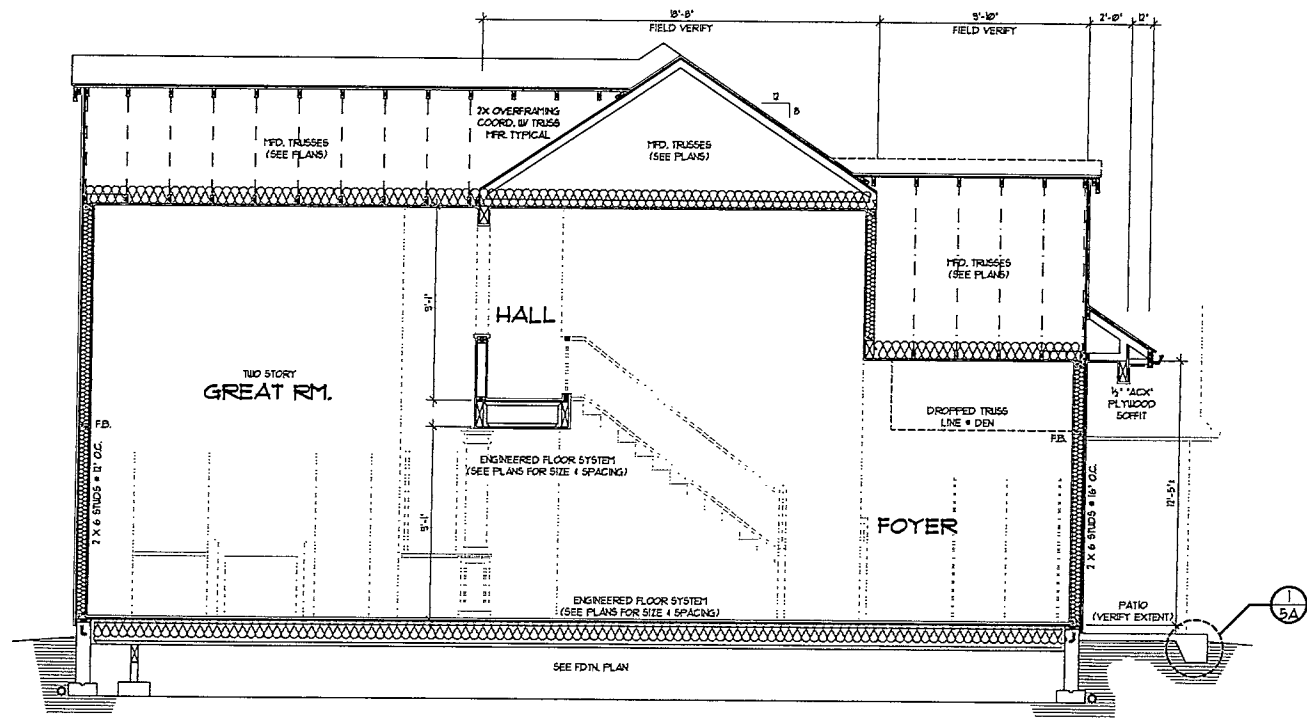 18'-8"
FIELD VERIFY
9'-10"
FIELD VERIFY
2'-0"
12"
2X OVERFRAMING
COORD. W/ TRUSS
MFR. TYPICAL
12
8
MFD. TRUSSES
(SEE PLANS)
MFD. TRUSSES
(SEE PLANS)
MFD. TRUSSES
(SEE PLANS)
9'-1"
HALL
TWO STORY
GREAT RM.
1/2" "ACX"
PLYWOOD
SOFFIT
DROPPED TRUSS
LINE @ DEN
F.B.
F.B.
2 X 6 STUDS @ 12" O.C.
ENGINEERED FLOOR SYSTEM
(SEE PLANS FOR SIZE & SPACING)
9'-1"
FOYER
2 X 6 STUDS @ 16" O.C.
12'-5"±
ENGINEERED FLOOR SYSTEM
(SEE PLANS FOR SIZE & SPACING)
PATIO
(VERIFY EXTENT)
1
5A
SEE FDTN. PLAN